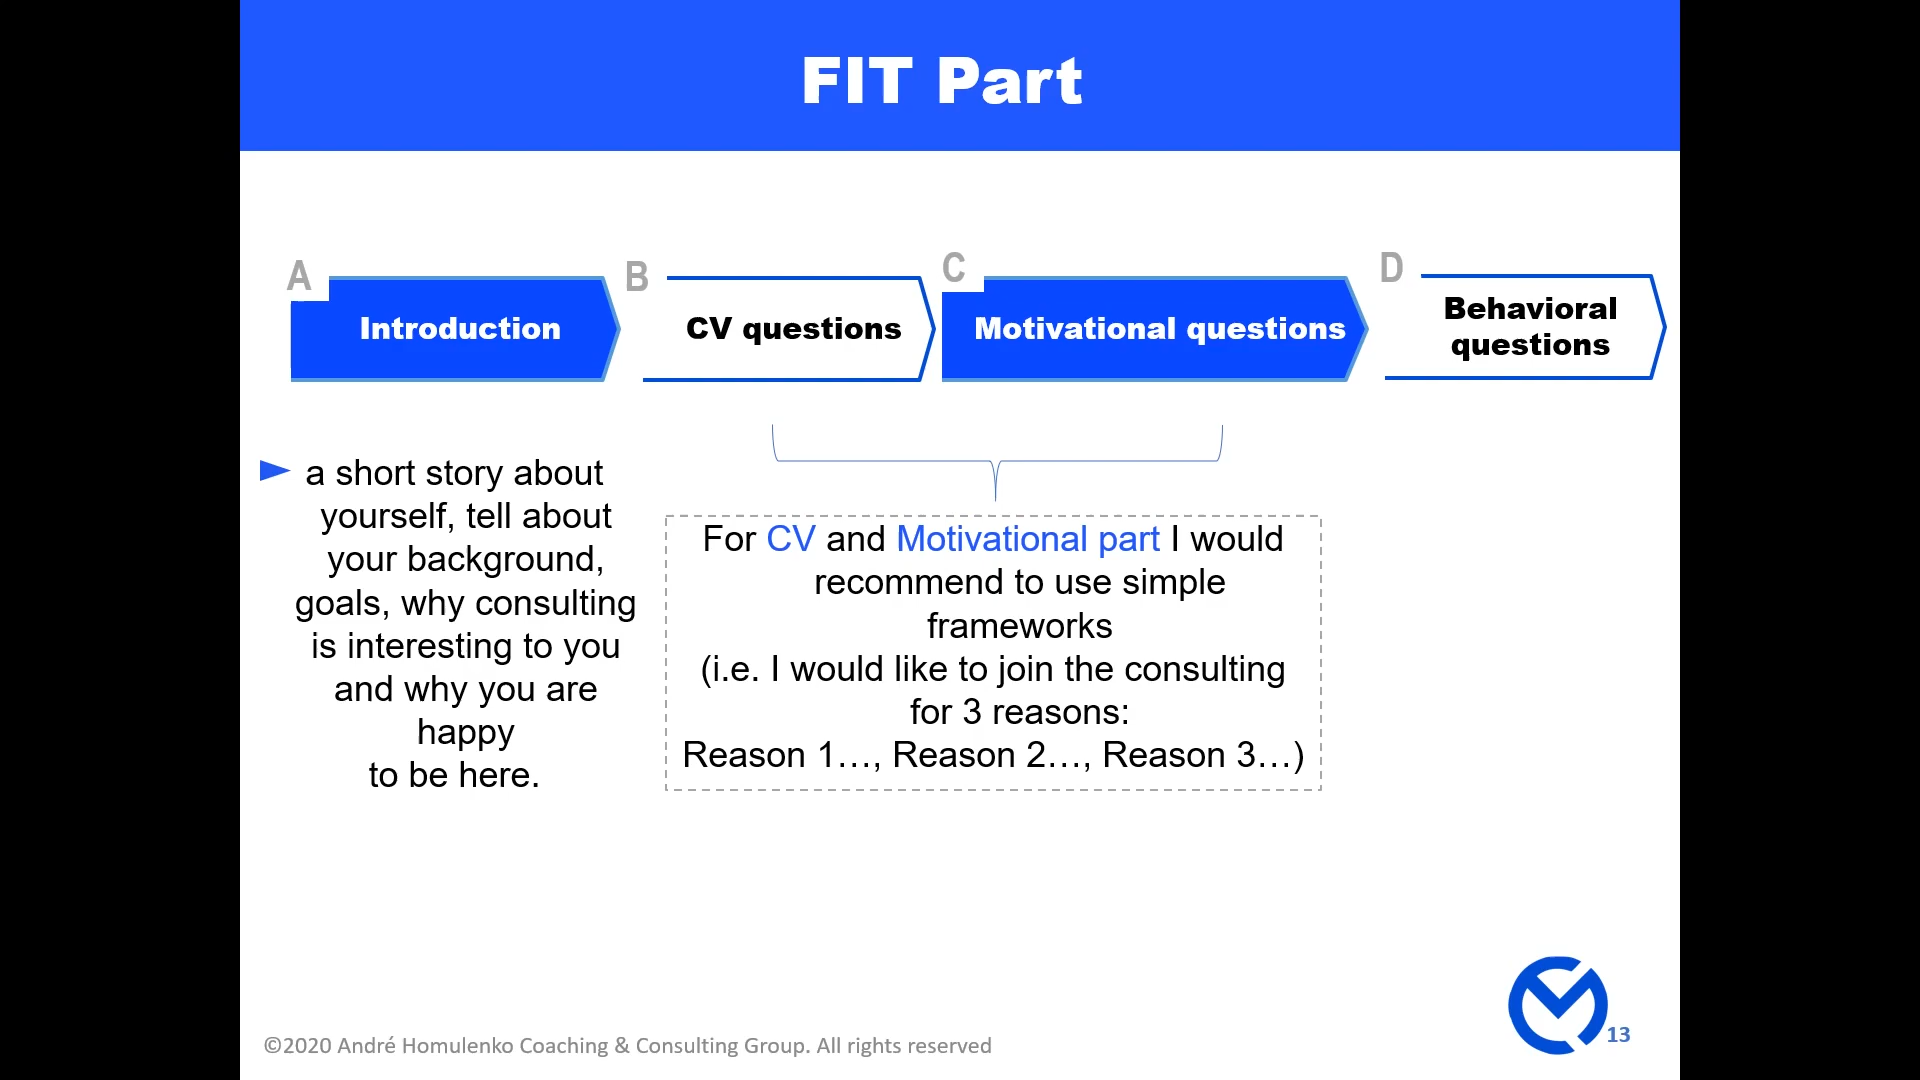 FIT Part
A
Introduction
B
CV questions
C
Motivational questions
D
Behavioral
questions
a short story about
yourself, tell about
your background,
goals, why consulting
is interesting to you
and why you are
happy
to be here.
For CV and Motivational part I would
recommend to use simple
frameworks
(i.e. I would like to join the consulting
for 3 reasons:
Reason 1…, Reason 2…, Reason 3…)
©2020 André Homulenko Coaching & Consulting Group. All rights reserved
13